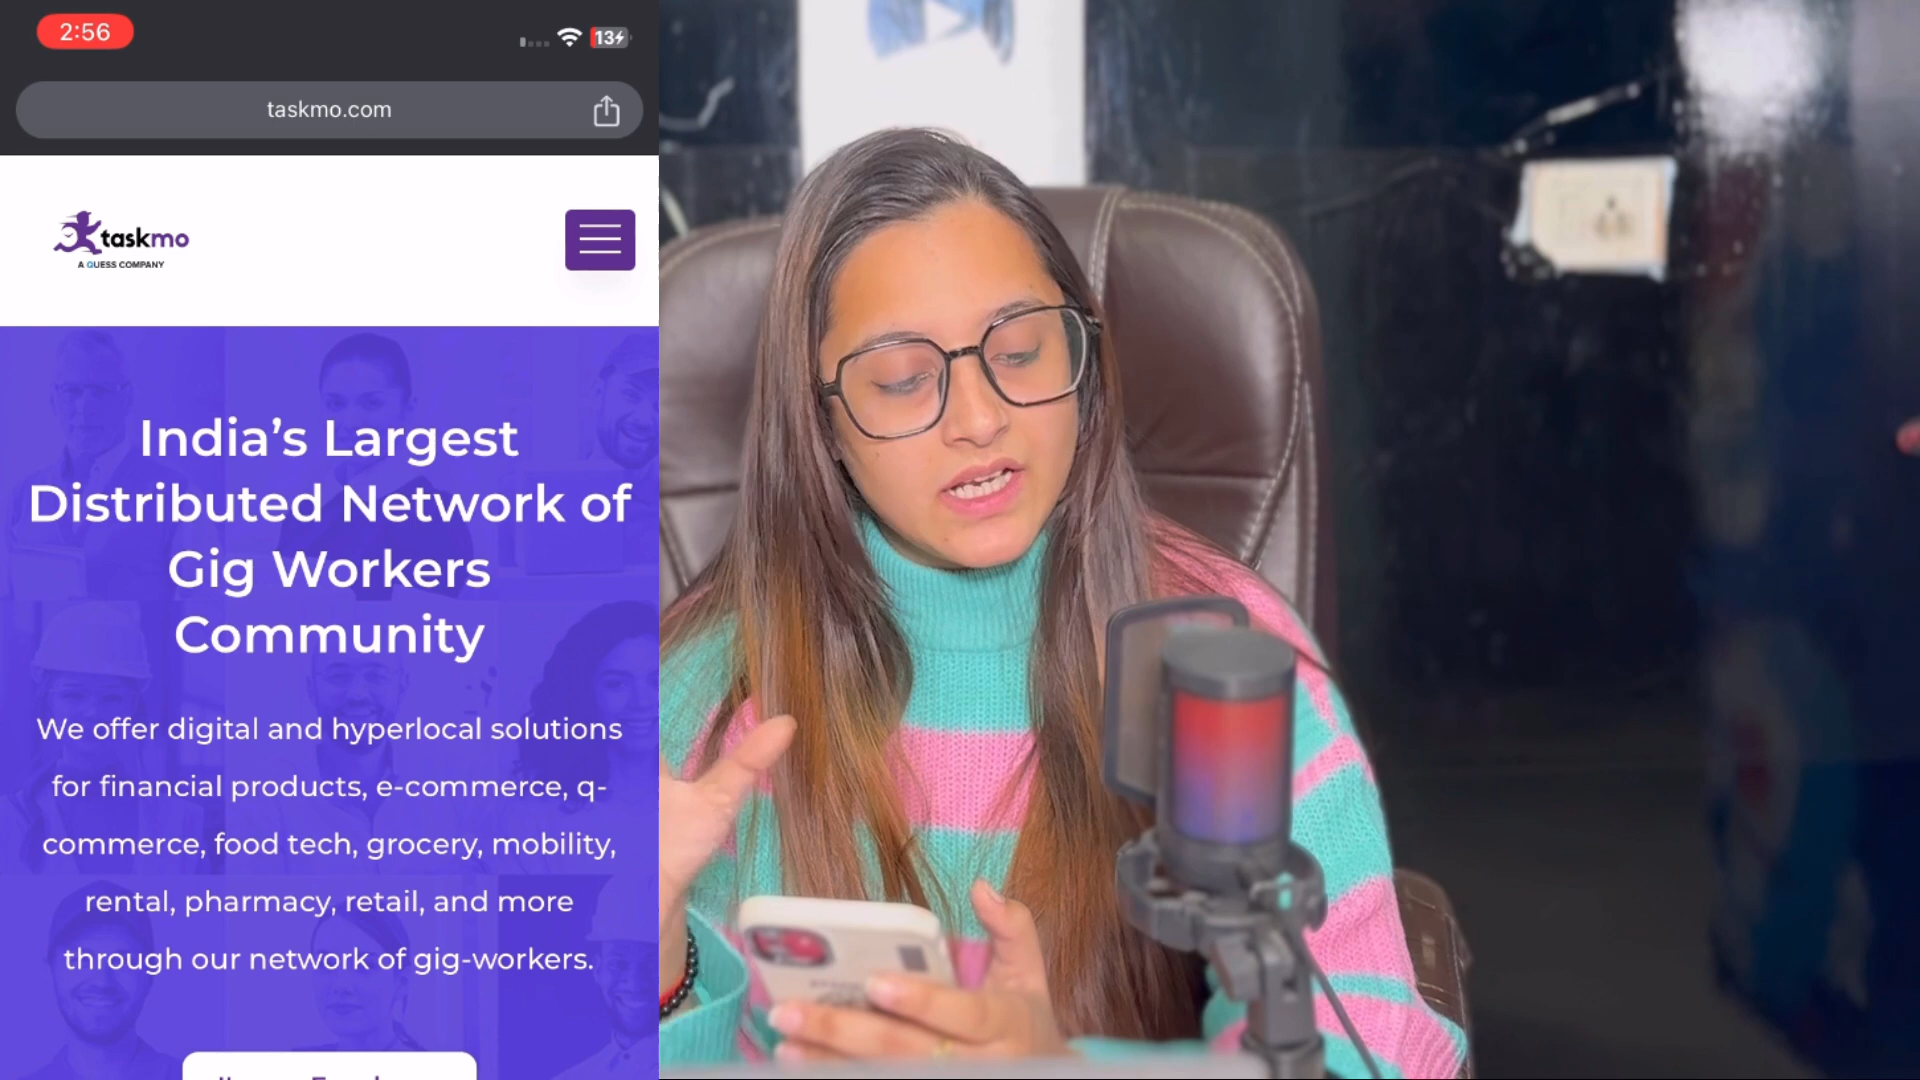 2:56
13
taskmo.com
taskmo
A QUESS COMPANY
India’s Largest
Distributed Network of
Gig Workers
Community
We offer digital and hyperlocal solutions
for financial products, e-commerce, q-
commerce, food tech, grocery, mobility,
rental, pharmacy, retail, and more
through our network of gig-workers.